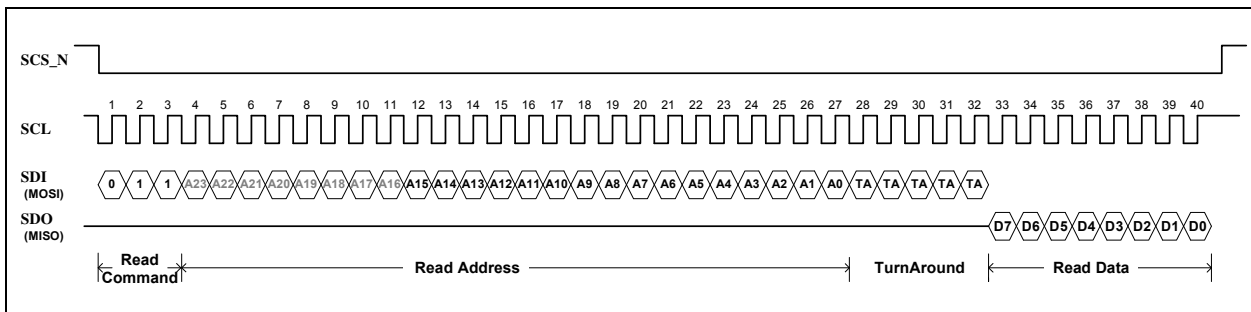 SCS_N
1 2 3 4 5 6 7 8 9 10 11 12 13 14 15 16 17 18 19 20 21 22 23 24 25 26 27 28 29 30 31 32 33 34 35 36 37 38 39 40
SCL
SDI
(MOSI)
0 1 1 A23 A22 A21 A20 A19 A18 A17 A16 A15 A14 A13 A12 A11 A10 A9 A8 A7 A6 A5 A4 A3 A2 A1 A0 TA TA TA TA TA
SDO
(MISO)
D7 D6 D5 D4 D3 D2 D1 D0
Read
Command
Read Address
TurnAround
Read Data